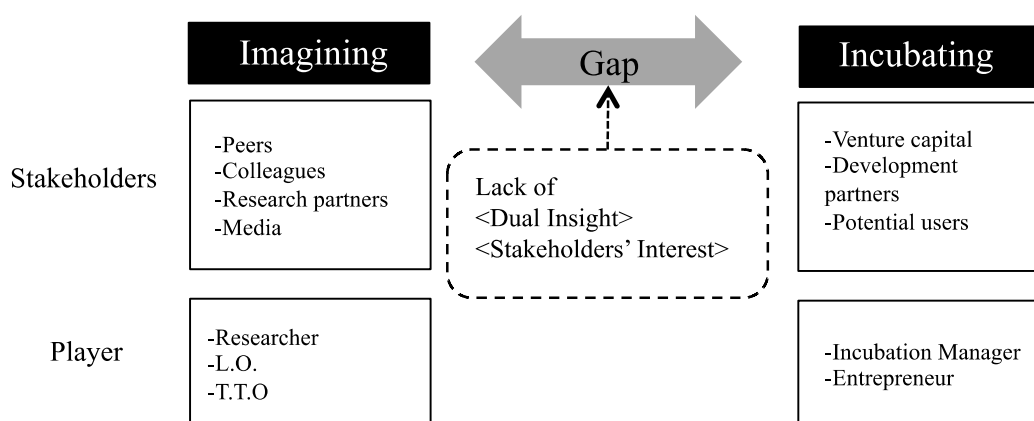 Imagining
Gap
Incubating
Stakeholders
-Peers
-Colleagues
-Research partners
-Media
Lack of
<Dual Insight>
<Stakeholders’ Interest>
-Venture capital
-Development
partners
-Potential users
Player
-Researcher
-L.O.
-T.T.O
-Incubation Manager
-Entrepreneur